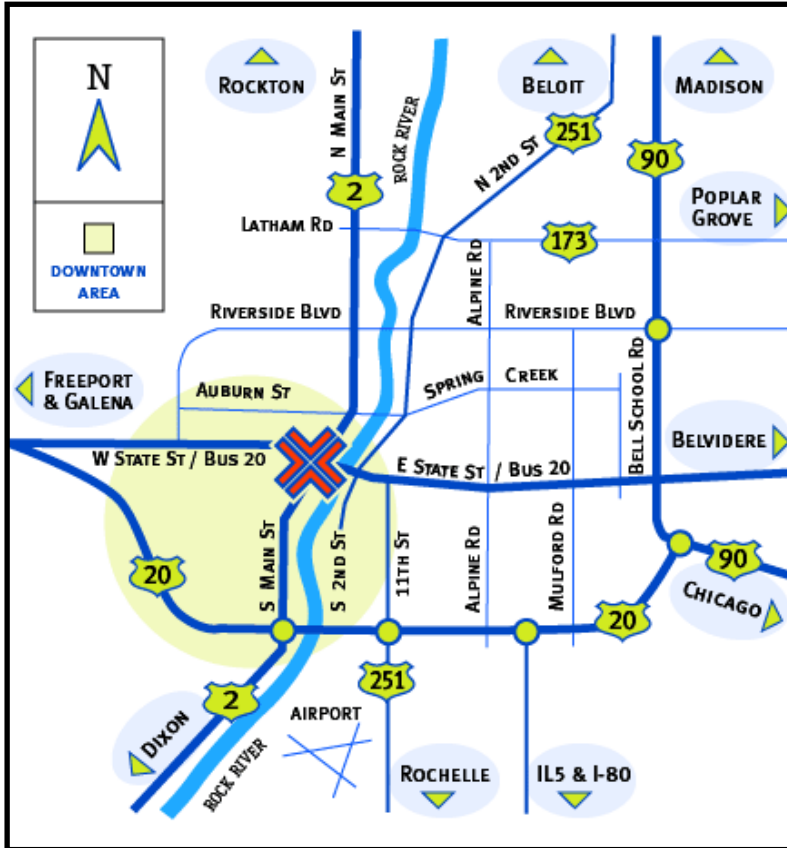 N
DOWNTOWN
AREA
ROCKTON
BELOIT
MADISON
N MAIN ST
ROCK RIVER
N 2ND ST
251
90
2
POPLAR
GROVE
LATHAM RD
173
ALPINE RD
RIVERSIDE BLVD
RIVERSIDE BLVD
FREEPORT
& GALENA
AUBURN ST
SPRING CREEK
BELL SCHOOL RD
BELVIDERE
W STATE ST / BUS 20
E STATE ST / BUS 20
20
S MAIN ST
S 2ND ST
11TH ST
ALPINE RD
MULFORD RD
20
90
CHICAGO
DIXON
2
ROCK RIVER
AIRPORT
251
ROCHELLE
IL5 & I-80